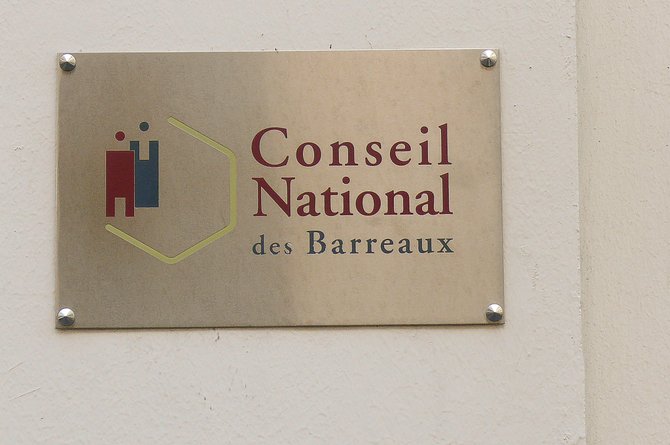 Conseil
National
des Barreaux